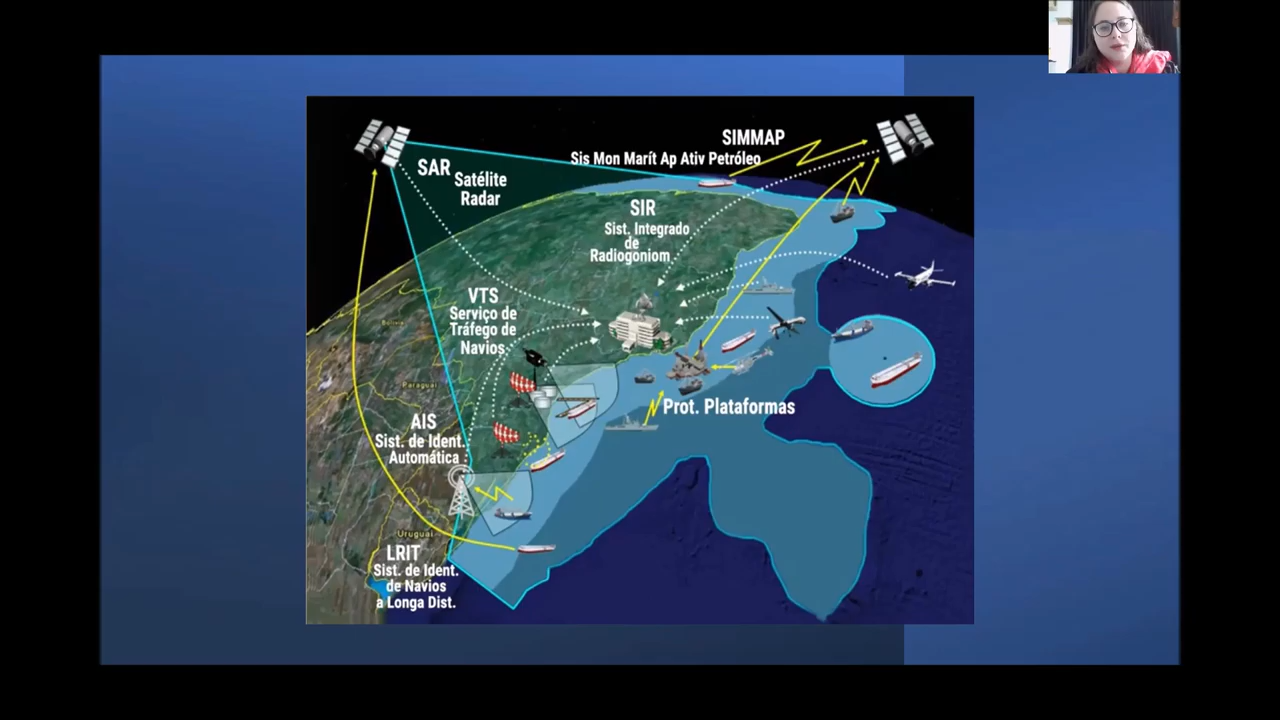 SIMMAP
Sis Mon Marít Ap Ativ Petróleo
SAR
Satélite
Radar
SIR
Sist. Integrado
de
Radiogoniom
VTS
Serviço de
Tráfego de
Navios
Bolivia
Paraguai
Prot. Plataformas
AIS
Sist. de Ident.
Automática
Uruguai
LRIT
Sist. de Ident.
de Navios
a Longa Dist.